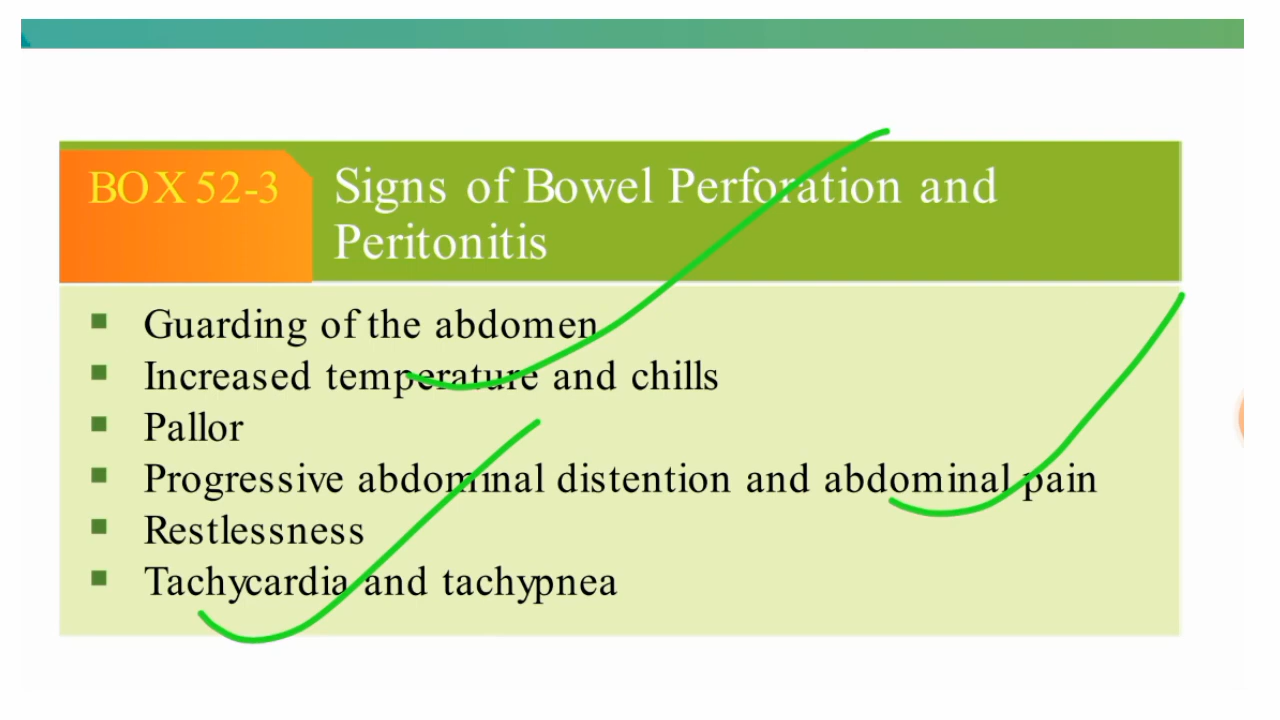 BOX 52-3
Signs of Bowel Perforation and
Peritonitis
Guarding of the abdomen
Increased temperature and chills
Pallor
Progressive abdominal distention and abdominal pain
Restlessness
Tachycardia and tachypnea